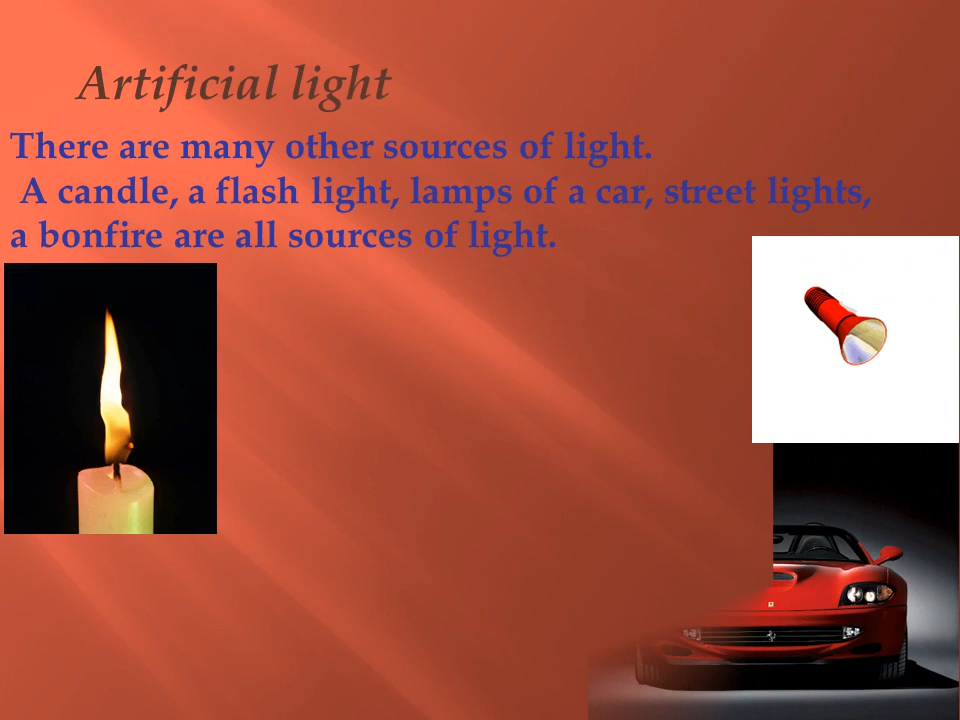 Artificial light
There are many other sources of light.
A candle, a flash light, lamps of a car, street lights,
a bonfire are all sources of light.